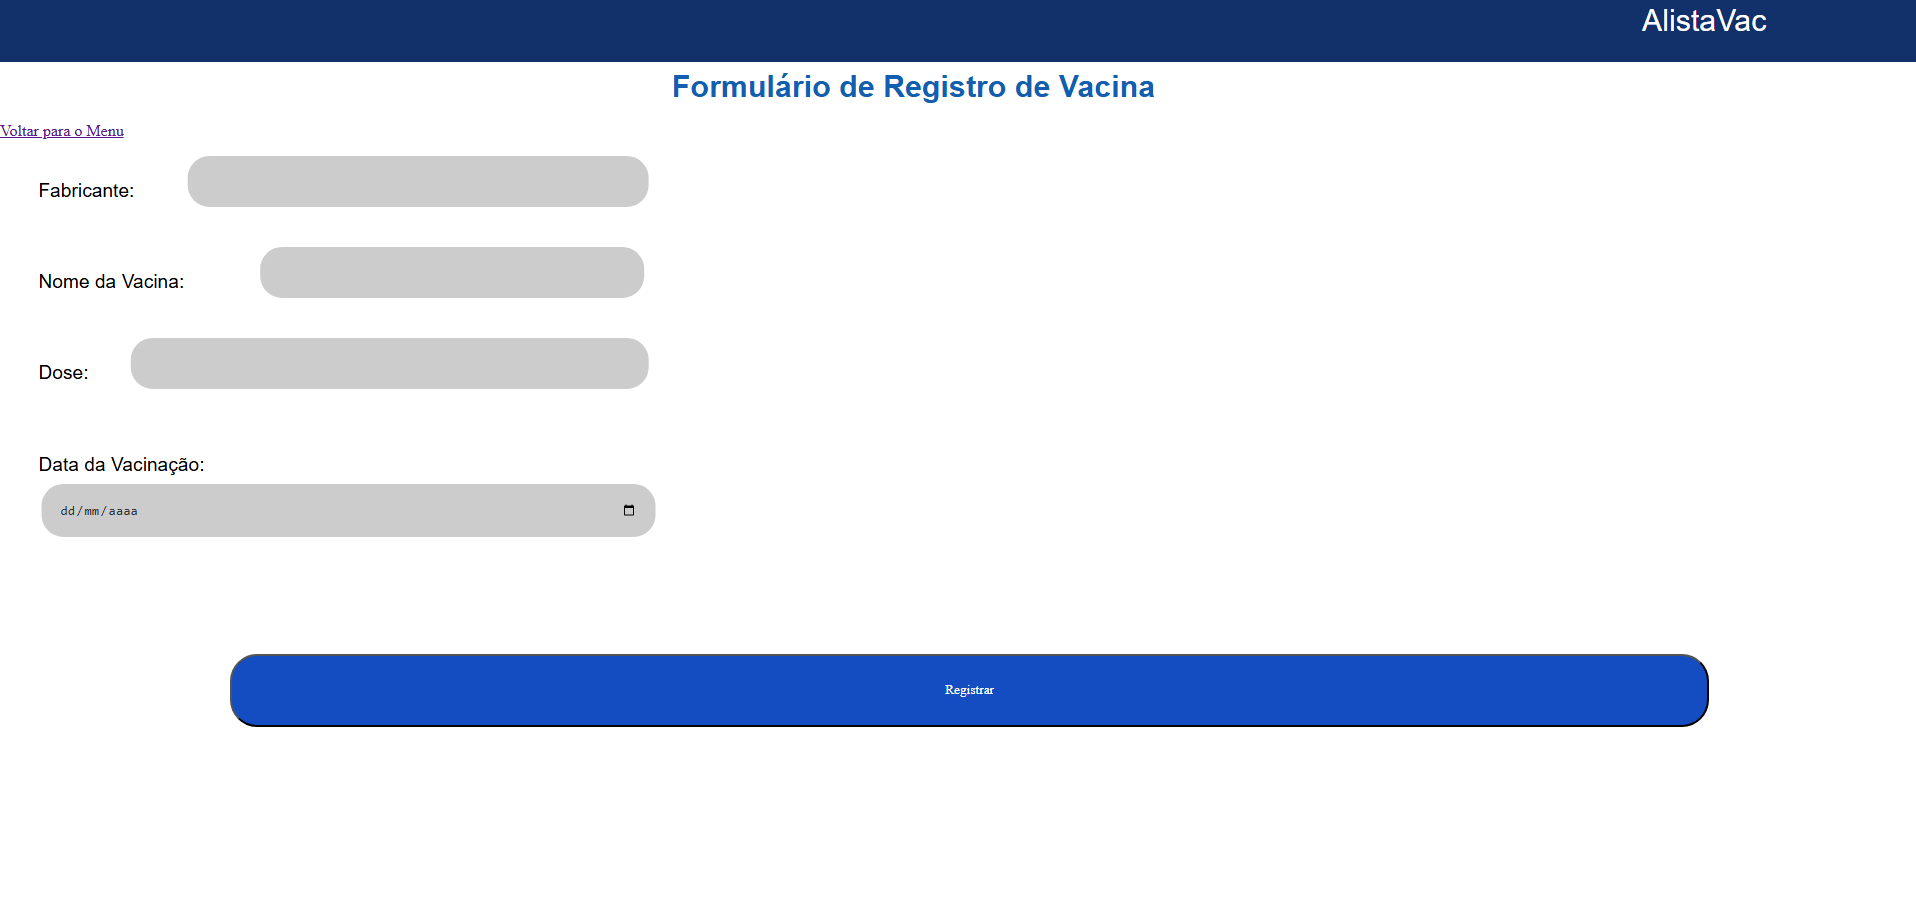 AlistaVac
Formulário de Registro de Vacina
Voltar para o Menu
Fabricante:
Nome da Vacina:
Dose:
Data da Vacinação:
dd/mm/aaaa
Registrar